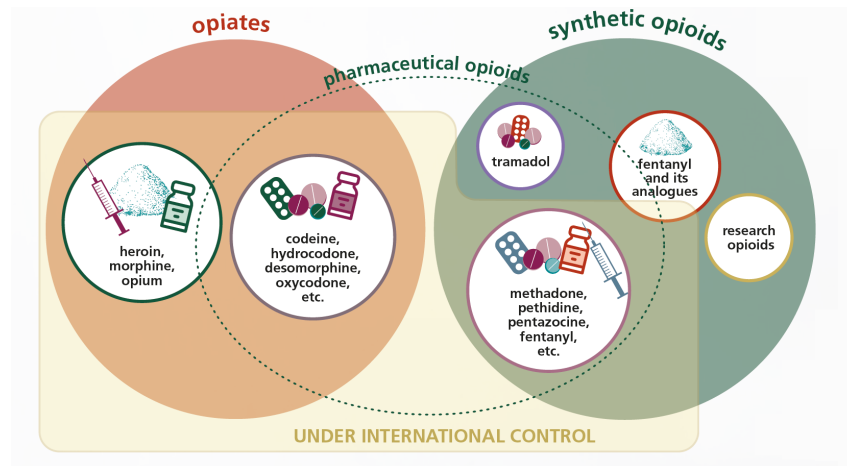 opiates
synthetic opioids
pharmaceutical opioids
tramadol
fentanyl
and its
analogues
research
opioids
heroin,
morphine,
opium
codeine,
hydrocodone,
desomorphine,
oxycodone,
etc.
methadone,
pethidine,
pentazocine,
fentanyl,
etc.
UNDER INTERNATIONAL CONTROL